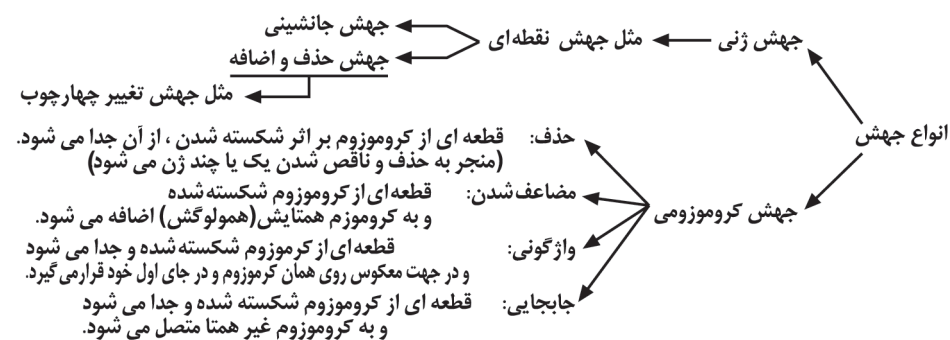 انواع جهش
جهش ژنی
مثل جهش نقطه‌ای
جهش جانشینی
جهش حذف و اضافه
مثل جهش تغییر چهارچوب
جهش کروموزومی
حذف: قطعه ای از کروموزوم بر اثر شکسته شدن ، از آن جدا می شود.
(منجر به حذف و ناقص شدن یک یا چند ژن می شود)
مضاعف‌شدن: قطعه‌ای از کروموزوم شکسته‌شده
و به کروموزم همتایش(همولوگش) اضافه می شود.
واژگونی: قطعه‌ای از کرموزوم شکسته‌شده و جدا می شود
و در جهت معکوس روی همان کرموزوم و در جای اول خود قرارمی‌گیرد.
جابجایی: قطعه ای از کروموزوم شکسته شده و جدا می شود
و به کروموزوم غیر همتا متصل می شود.